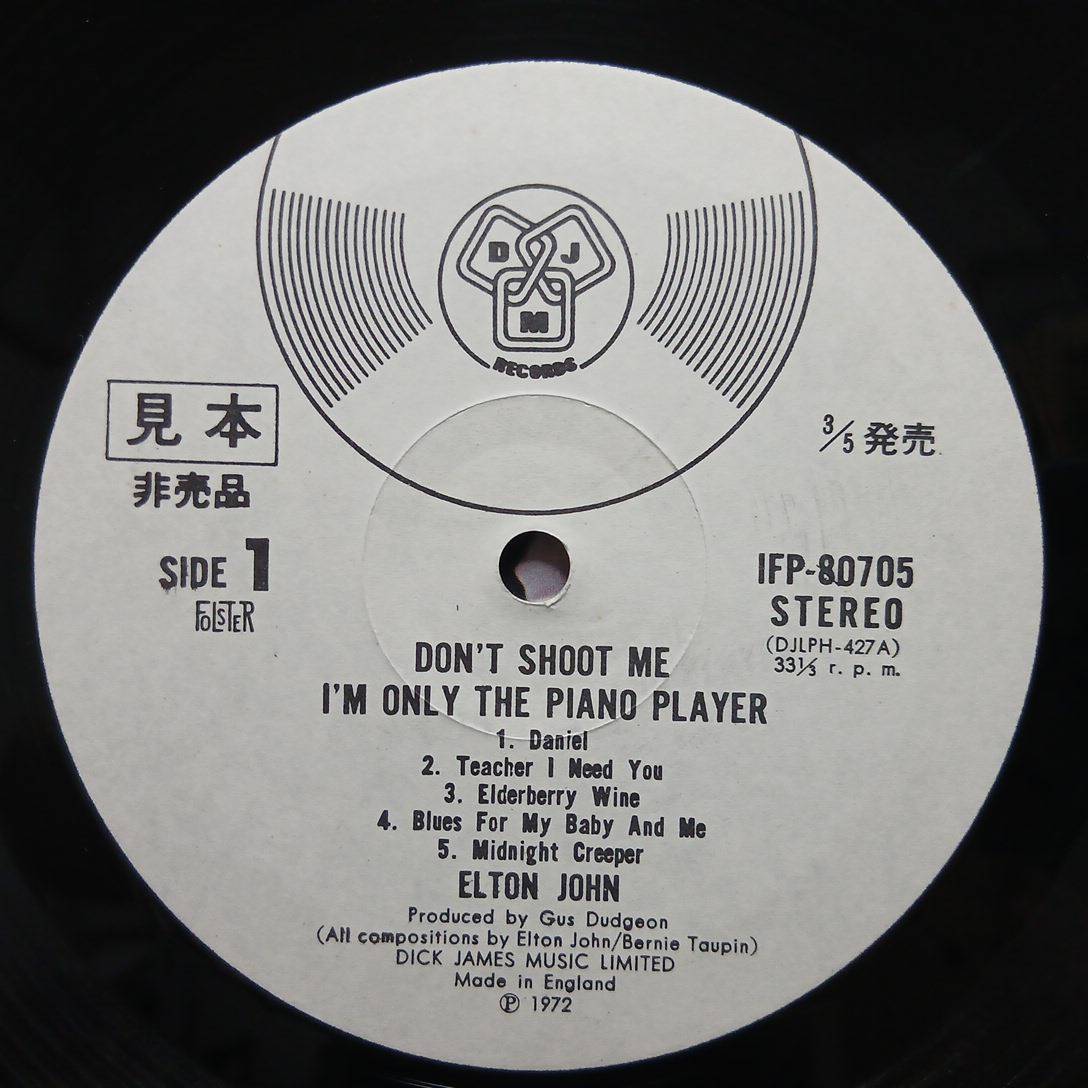 D J
M
RECORDS
見本
非売品
3/5 発売
SIDE 1
FOLSTER
IFP-80705
STEREO
(DJLPH-427A)
33⅓ r. p. m.
DON'T SHOOT ME
I'M ONLY THE PIANO PLAYER
1. Daniel
2. Teacher I Need You
3. Elderberry Wine
4. Blues For My Baby And Me
5. Midnight Creeper
ELTON JOHN
Produced by Gus Dudgeon
(All compositions by Elton John/Bernie Taupin)
DICK JAMES MUSIC LIMITED
Made in England
Ⓟ 1972